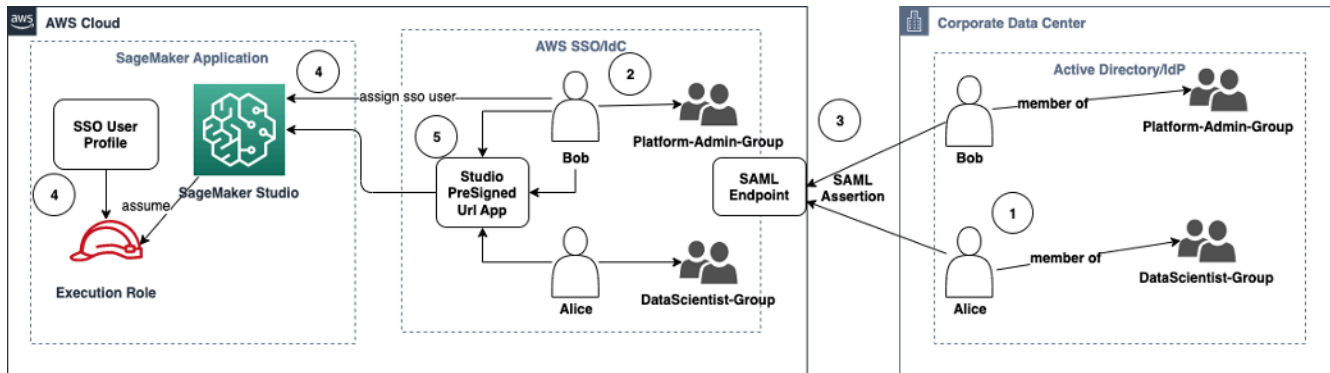 aws
AWS Cloud
SageMaker Application
4
SSO User
Profile
4
SageMaker Studio
assume
Execution Role
AWS SSO/IdC
assign sso user
2
Bob
Platform-Admin-Group
5
Studio
PreSigned
Url App
Alice
DataScientist-Group
SAML
Endpoint
3
SAML
Assertion
Corporate Data Center
Active Directory/IdP
member of
Bob
Platform-Admin-Group
1
member of
Alice
DataScientist-Group